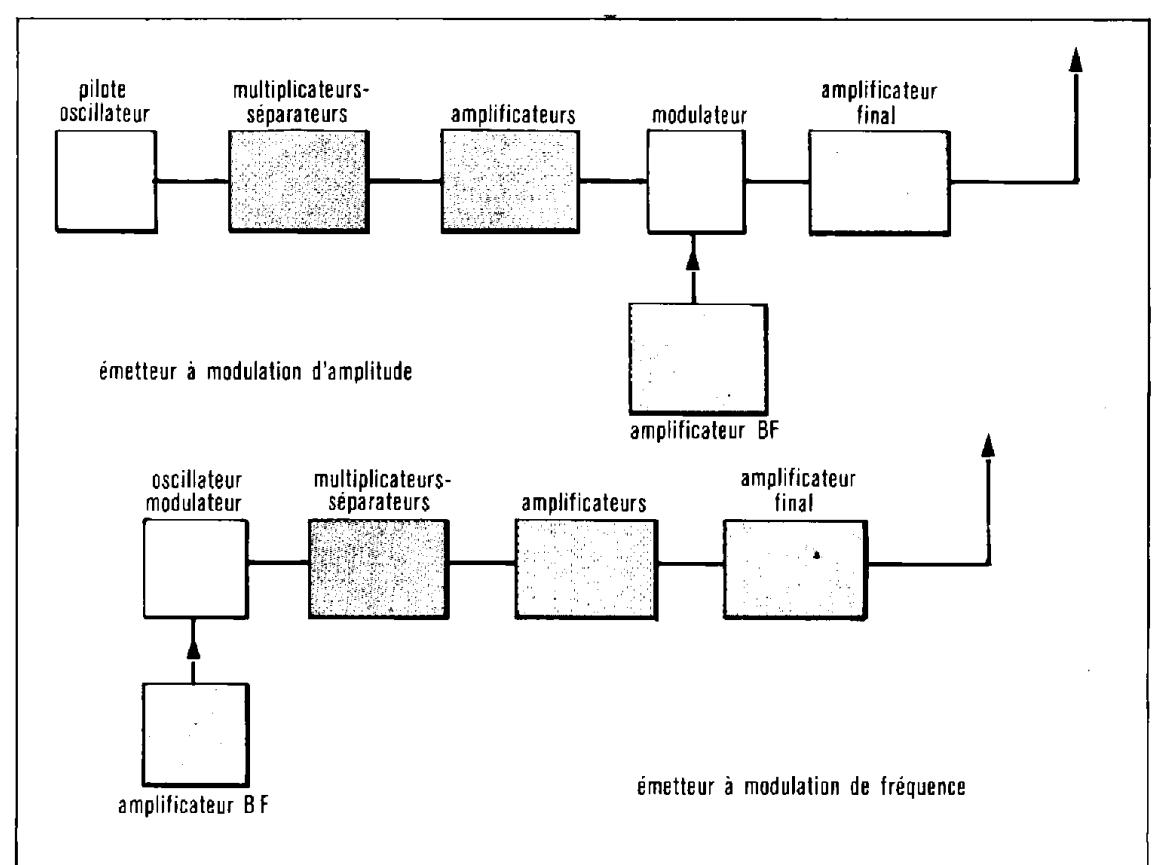 pilote
oscillateur
multiplicateurs-
séparateurs
amplificateurs
modulateur
amplificateur
final
émetteur à modulation d'amplitude
amplificateur BF
oscillateur
modulateur
multiplicateurs-
séparateurs
amplificateurs
amplificateur
final
amplificateur BF
émetteur à modulation de fréquence